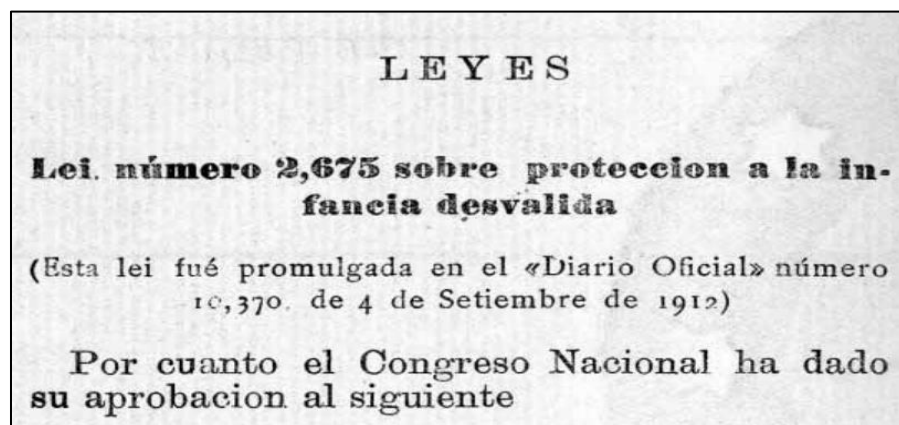 LEYES
Lei. número 2,675 sobre proteccion a la in-
fancia desvalida
(Esta lei fué promulgada en el «Diario Oficial» número
10,370. de 4 de Setiembre de 1912)
Por cuanto el Congreso Nacional ha dado
su aprobacion al siguiente